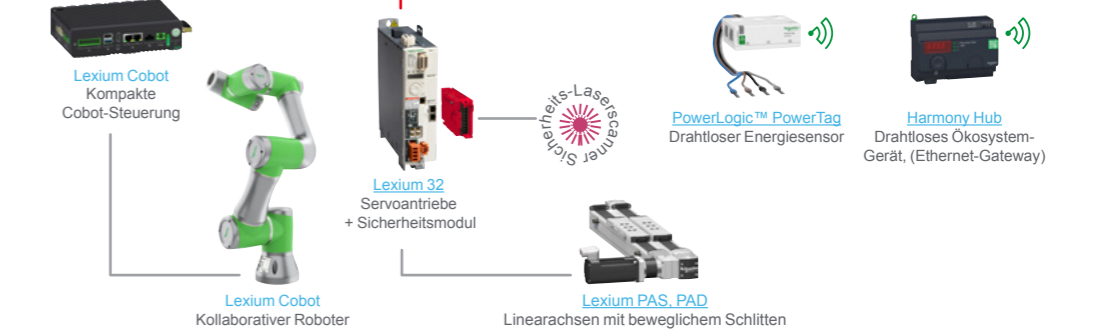 Lexium Cobot
Kompakte
Cobot-Steuerung
Lexium Cobot
Kollaborativer Roboter
Lexium 32
Servoantriebe
+ Sicherheitsmodul
Sicherheits-Laserscanner
Lexium PAS, PAD
Linearachsen mit beweglichem Schlitten
PowerLogic™ PowerTag
Drahtloser Energiesensor
Harmony Hub
Drahtloses Ökosystem-
Gerät, (Ethernet-Gateway)